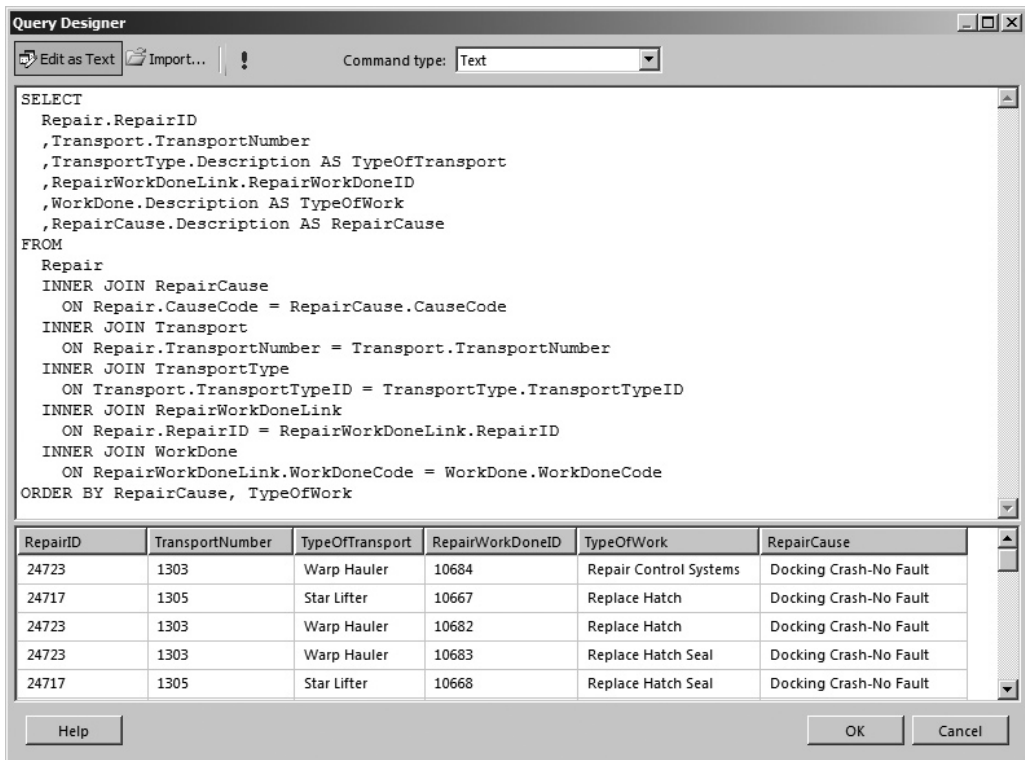 Query Designer
Edit as Text Import... ! Command type: Text
SELECT
Repair.RepairID
,Transport.TransportNumber
,TransportType.Description AS TypeOfTransport
,RepairWorkDoneLink.RepairWorkDoneID
,WorkDone.Description AS TypeOfWork
,RepairCause.Description AS RepairCause
FROM
Repair
INNER JOIN RepairCause
ON Repair.CauseCode = RepairCause.CauseCode
INNER JOIN Transport
ON Repair.TransportNumber = Transport.TransportNumber
INNER JOIN TransportType
ON Transport.TransportTypeID = TransportType.TransportTypeID
INNER JOIN RepairWorkDoneLink
ON Repair.RepairID = RepairWorkDoneLink.RepairID
INNER JOIN WorkDone
ON RepairWorkDoneLink.WorkDoneCode = WorkDone.WorkDoneCode
ORDER BY RepairCause, TypeOfWork
RepairID TransportNumber TypeOfTransport RepairWorkDoneID TypeOfWork RepairCause
24723 1303 Warp Hauler 10684 Repair Control Systems Docking Crash-No Fault
24717 1305 Star Lifter 10667 Replace Hatch Docking Crash-No Fault
24723 1303 Warp Hauler 10682 Replace Hatch Docking Crash-No Fault
24723 1303 Warp Hauler 10683 Replace Hatch Seal Docking Crash-No Fault
24717 1305 Star Lifter 10668 Replace Hatch Seal Docking Crash-No Fault
Help OK Cancel